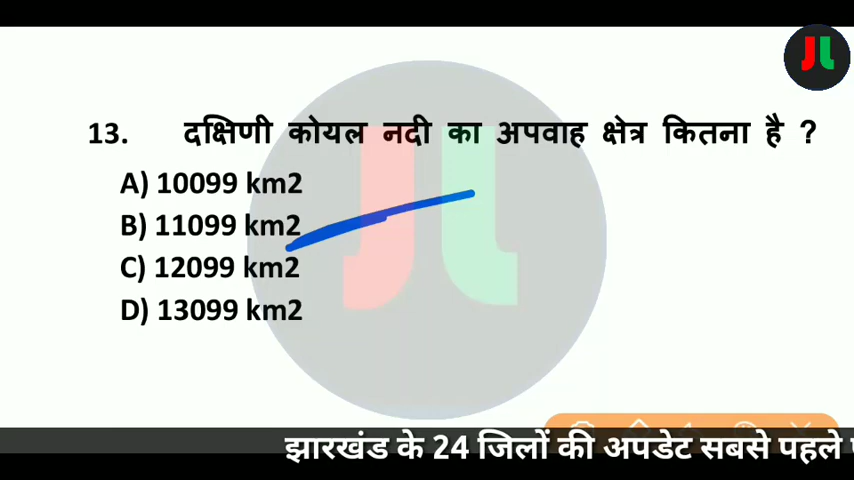 13. दक्षिणी कोयल नदी का अपवाह क्षेत्र कितना है ?
A) 10099 km2
B) 11099 km2
C) 12099 km2
D) 13099 km2
झारखंड के 24 जिलों की अपडेट सबसे पहले